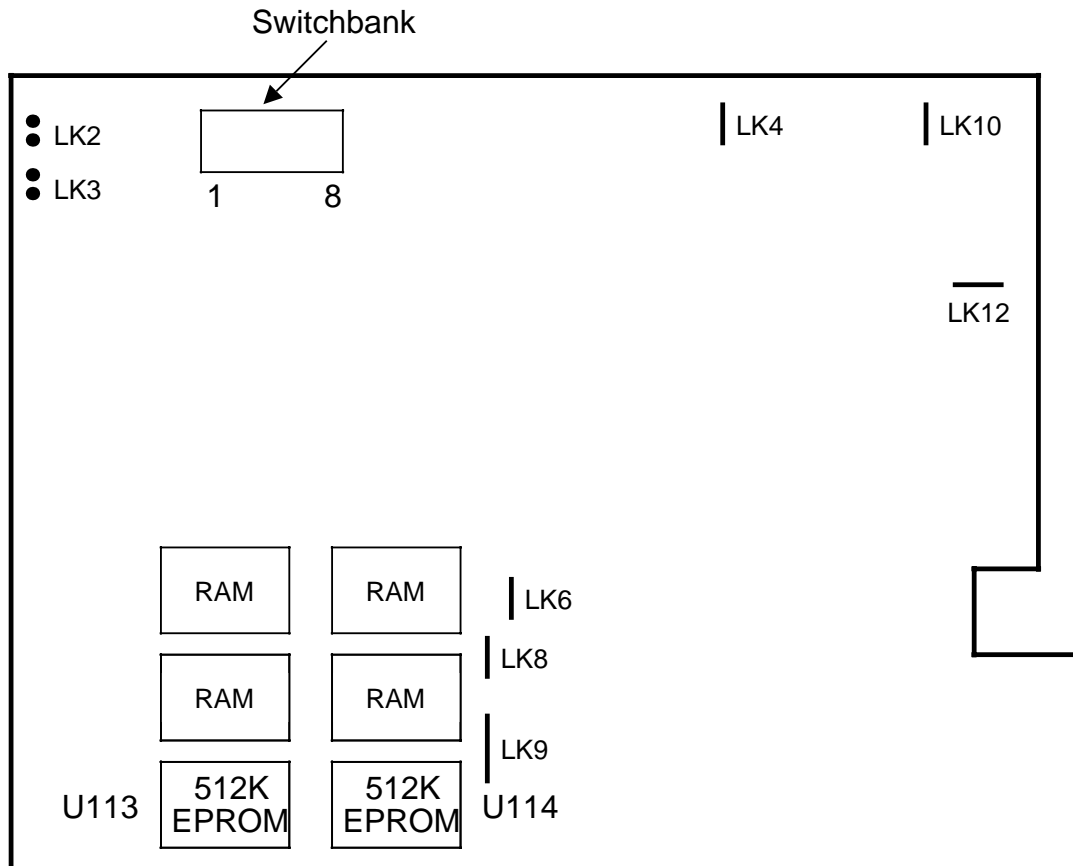 Switchbank
LK2
LK3
1 8
LK4
LK10
LK12
RAM RAM
LK6
LK8
RAM RAM
LK9
U113
512K
EPROM
512K
EPROM
U114